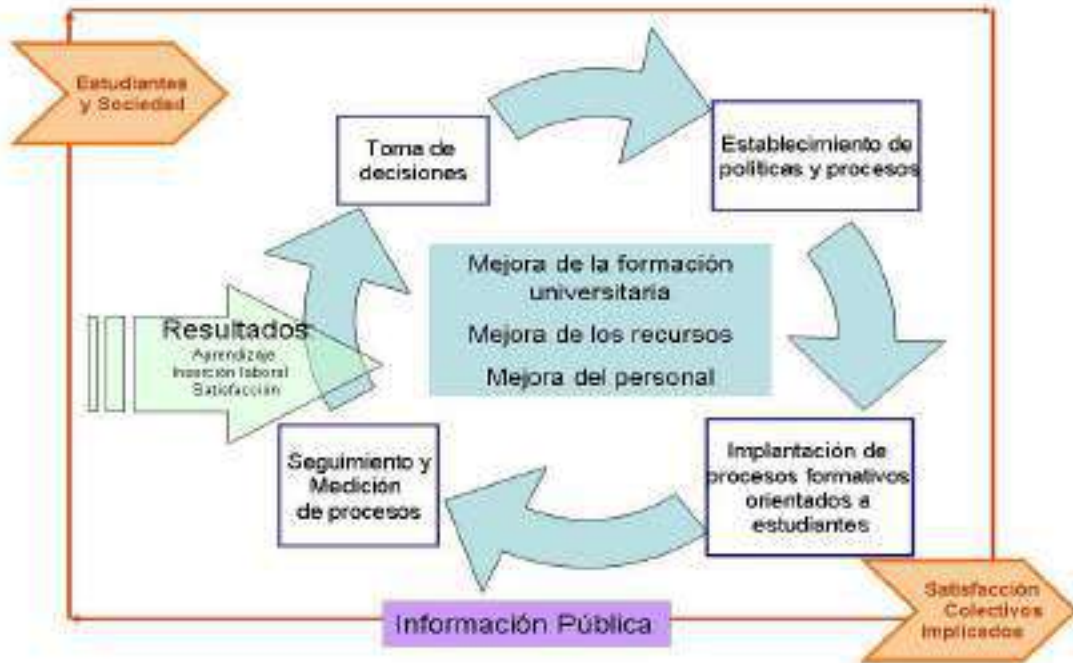 Estudiantes
y Sociedad
Toma de
decisiones
Establecimiento de
políticas y procesos
Mejora de la formación
universitaria
Mejora de los recursos
Mejora del personal
Resultados:
Aprendizaje
Inserción laboral
Satisfacción
Seguimiento y
Medición
de procesos
Implantación de
procesos formativos
orientados a
estudiantes
Satisfacción
Colectivos
Implicados
Información Pública